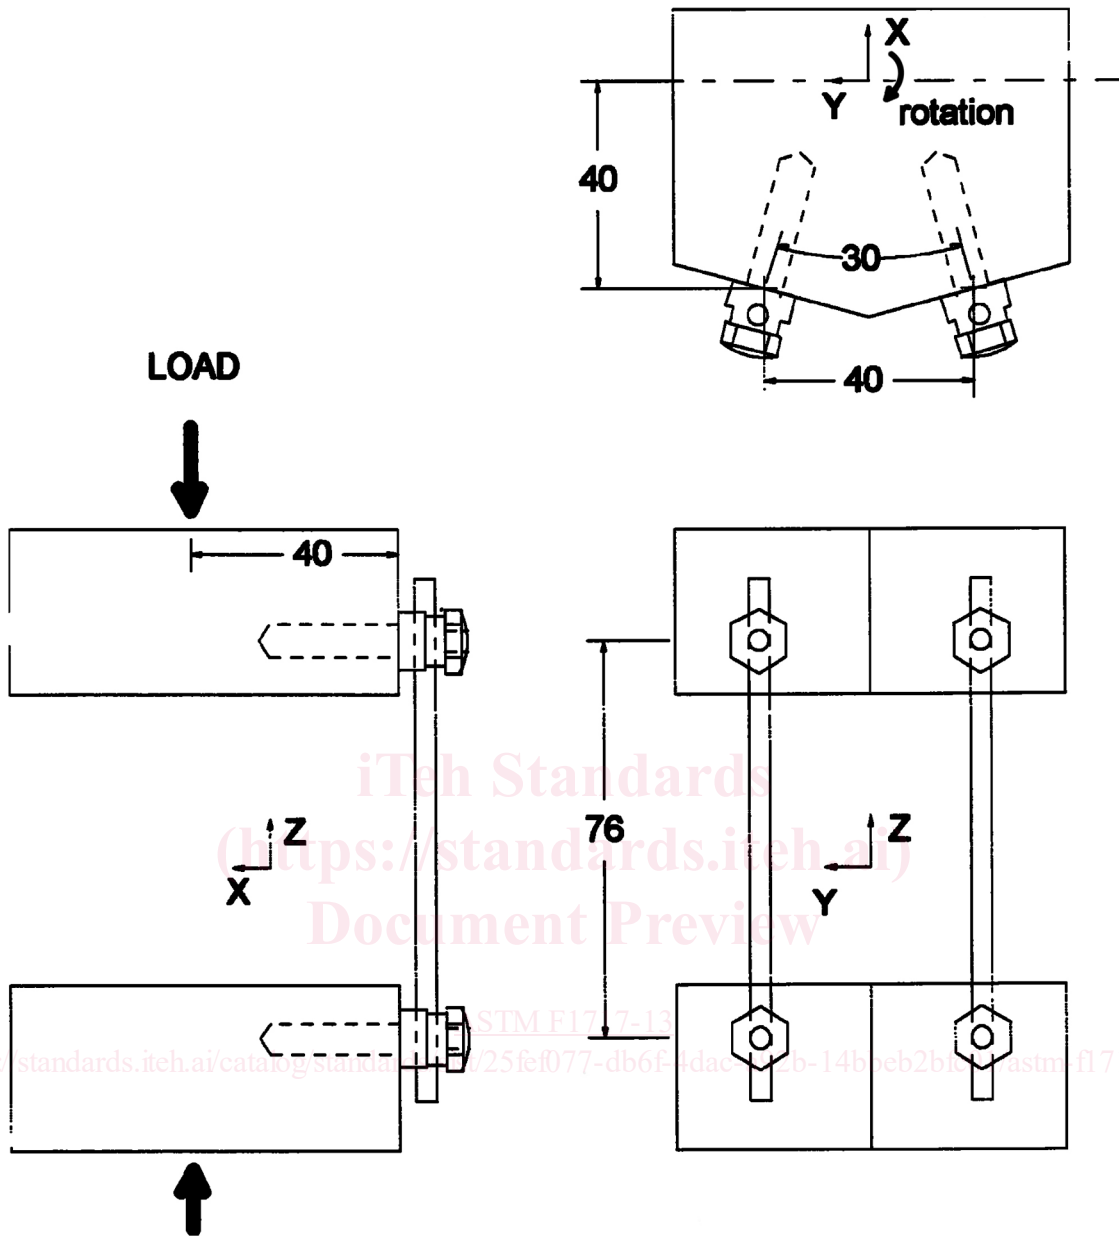 X
Y
rotation
40
30
40
LOAD
40
iTeh Standards
76
Z
Z
(https://standards.iteh.ai)
X
Y
Document Preview